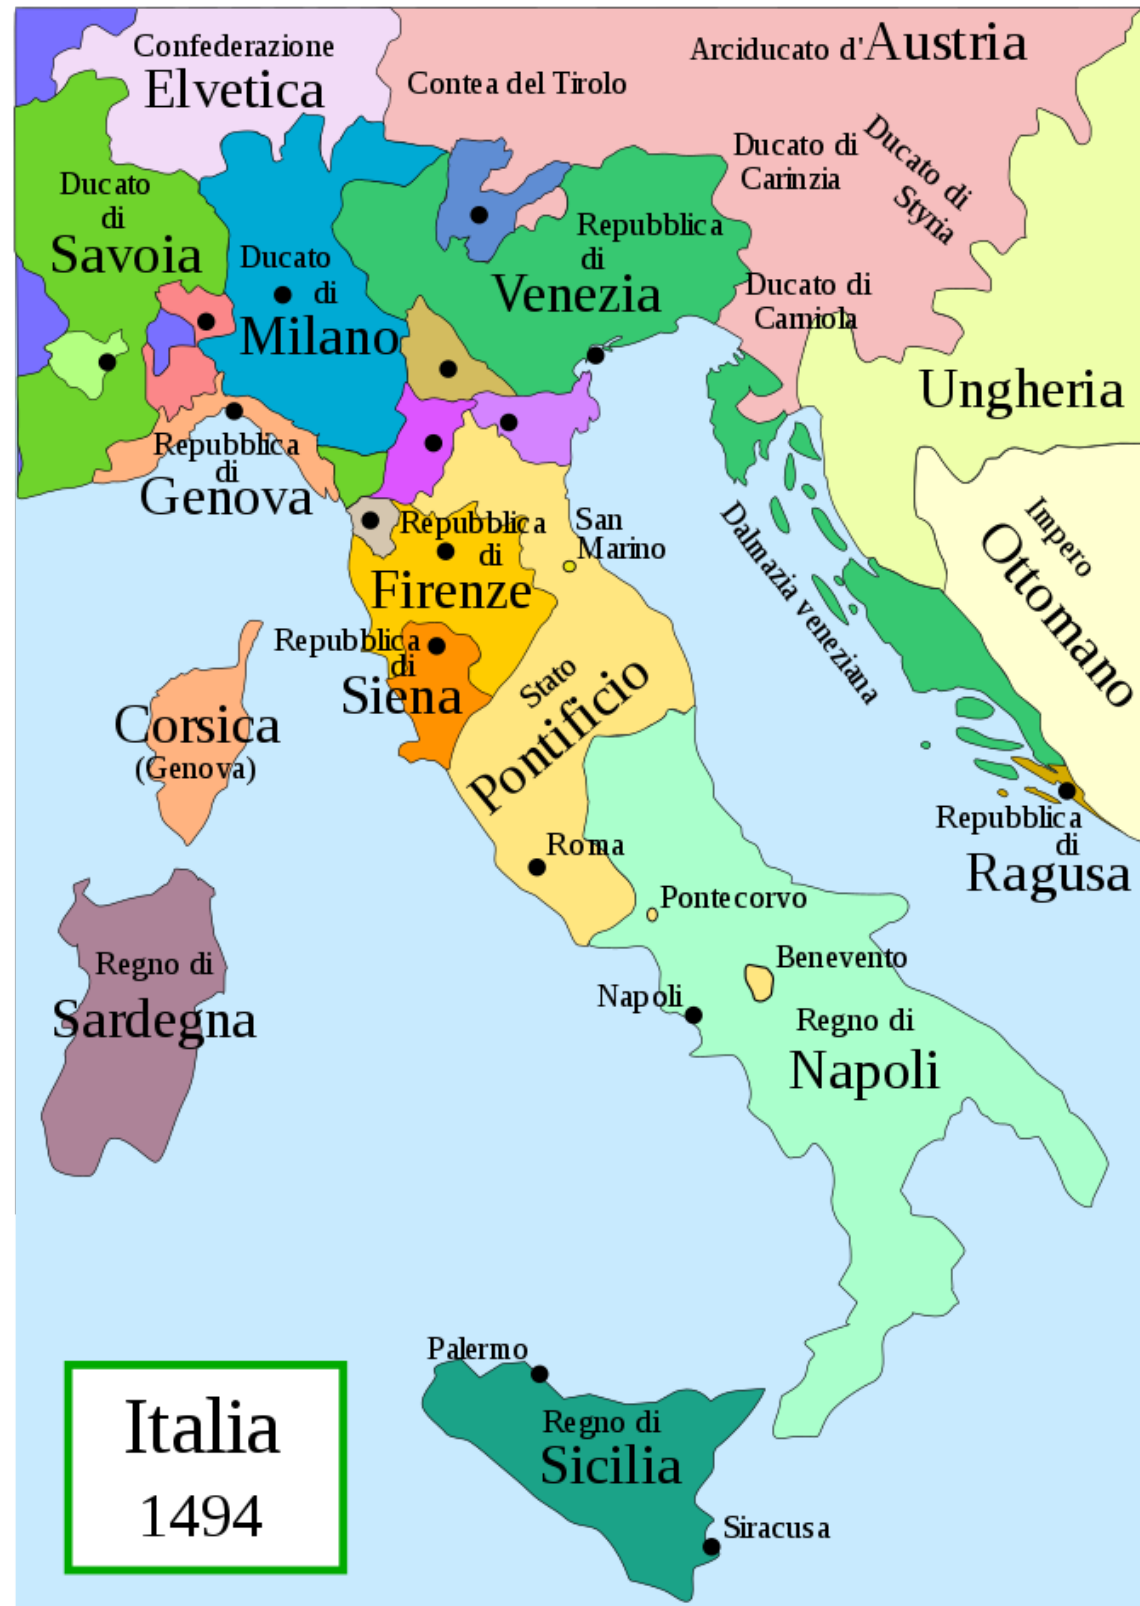 Confederazione
Elvetica
Contea del Tirolo
Arciducato d'Austria
Ducato di
Carinzia
Ducato di
Styria
Ducato
di
Savoia
Ducato
di
Milano
Repubblica
di
Venezia
Ducato di
Carniola
Ungheria
Repubblica
di
Genova
Repubblica
di
Firenze
San
Marino
Dalmazia veneziana
Impero
Ottomano
Repubblica
di
Siena
Stato
Pontificio
Corsica
(Genova)
Roma
Repubblica
di
Ragusa
Pontecorvo
Benevento
Regno di
Sardegna
Napoli
Regno di
Napoli
Palermo
Regno di
Sicilia
Siracusa
Italia
1494